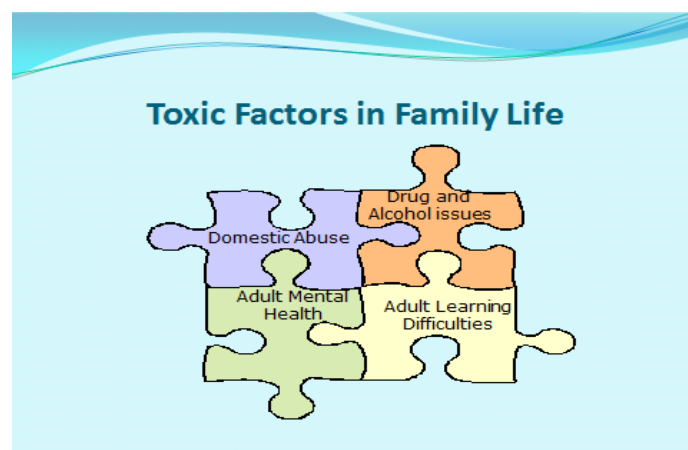 Toxic Factors in Family Life
Drug and
Alcohol issues
Domestic Abuse
Adult Mental
Health
Adult Learning
Difficulties